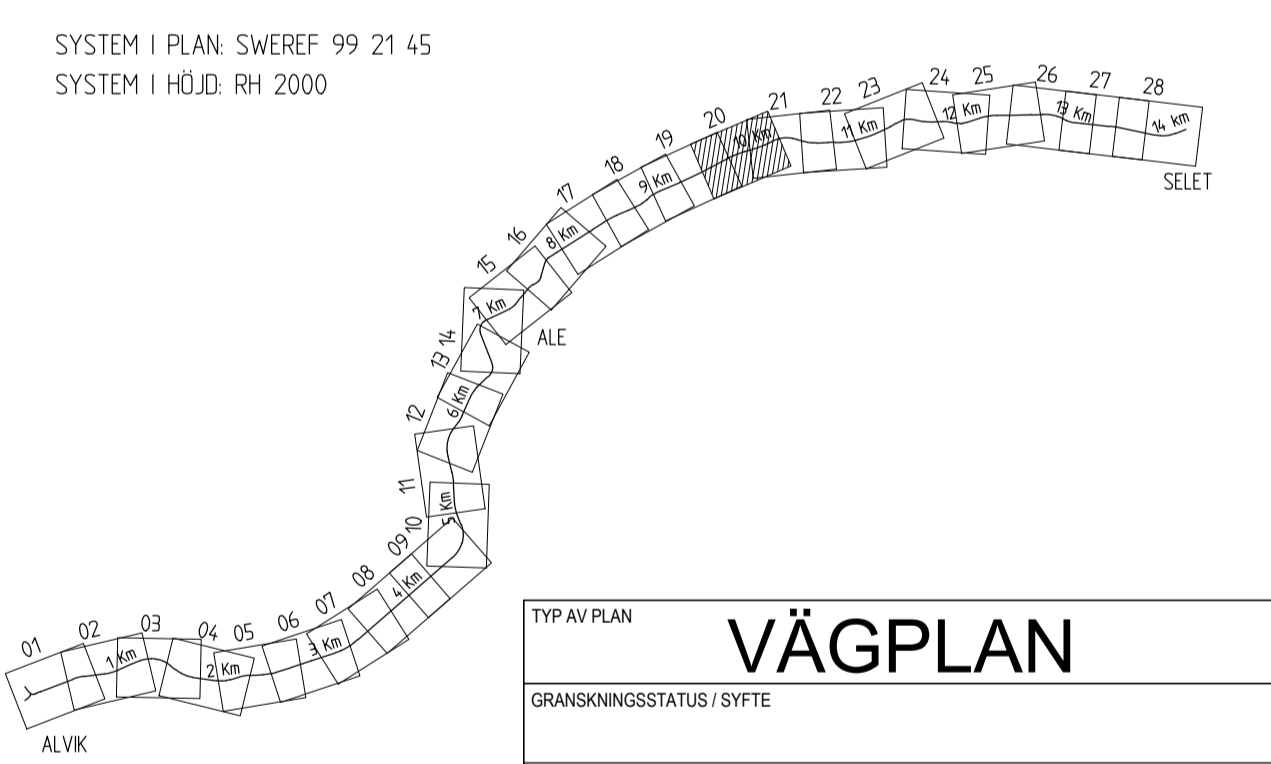 SYSTEM I PLAN: SWEREF 99 21 45
SYSTEM I HÖJD: RH 2000
01
02
03
04
05
06
07
08
09
10
11
12
13
14
15
16
17
18
19
20
21
22
23
24
25
26
27
28
1 Km
2 Km
3 Km
4 Km
5 Km
6 Km
7 Km
8 Km
9 Km
10 Km
11 Km
12 Km
13 Km
14 km
ALVIK
ALE
SELET
TYP AV PLAN
VÄGPLAN
GRANSKNINGSSTATUS / SYFTE